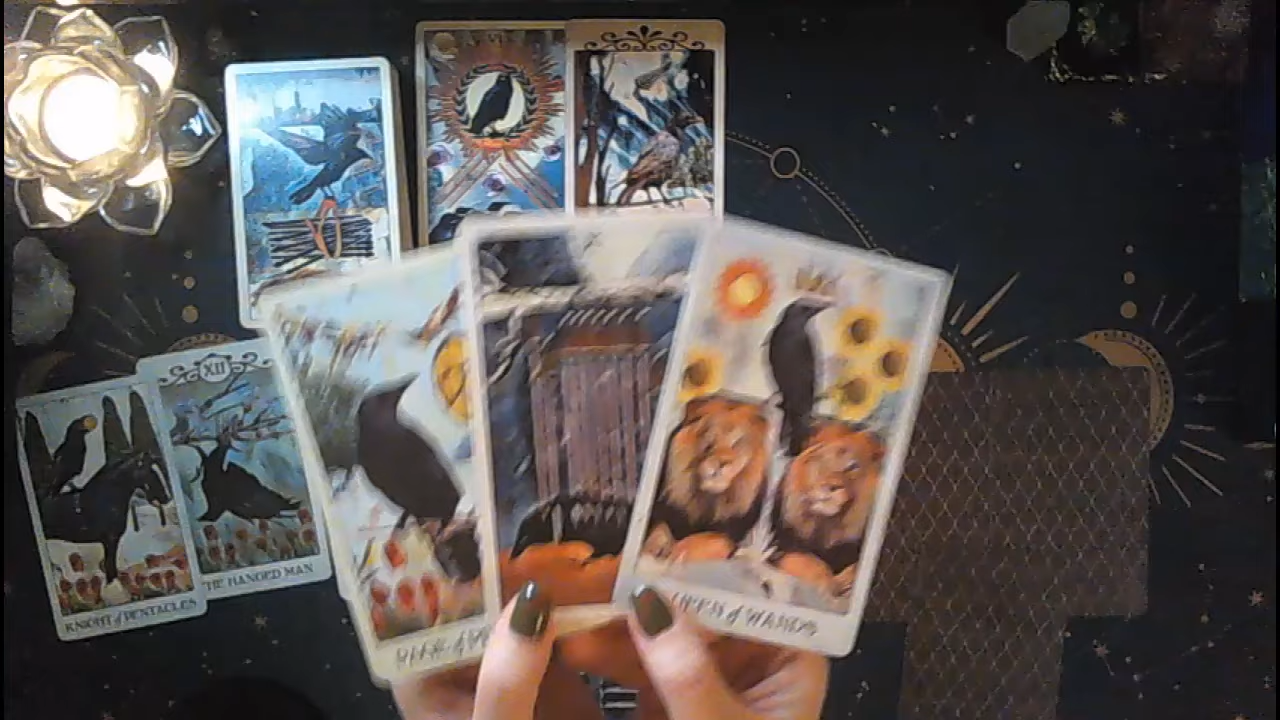 XII
KNIGHT of PENTACLES
THE HANGED MAN
QUEEN of WANDS